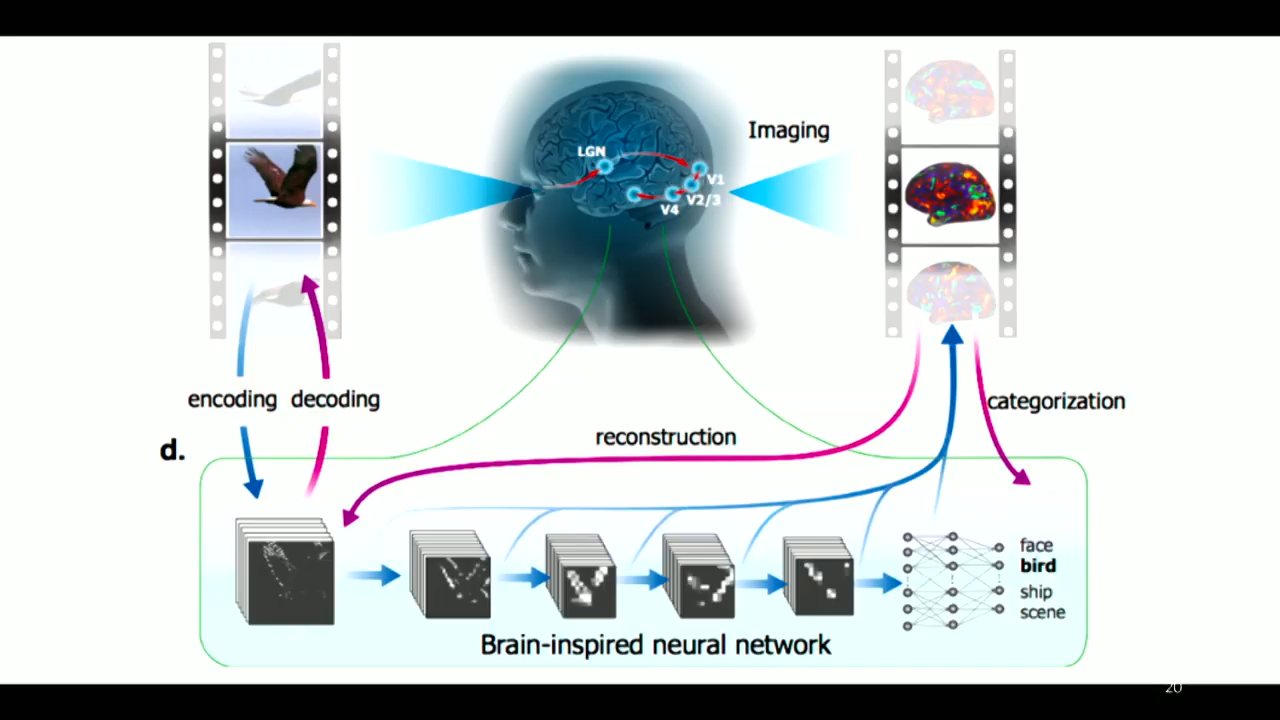 Imaging
LGN
V1
V2/3
V4
encoding decoding
categorization
reconstruction
d.
face
bird
ship
scene
Brain-inspired neural network
20